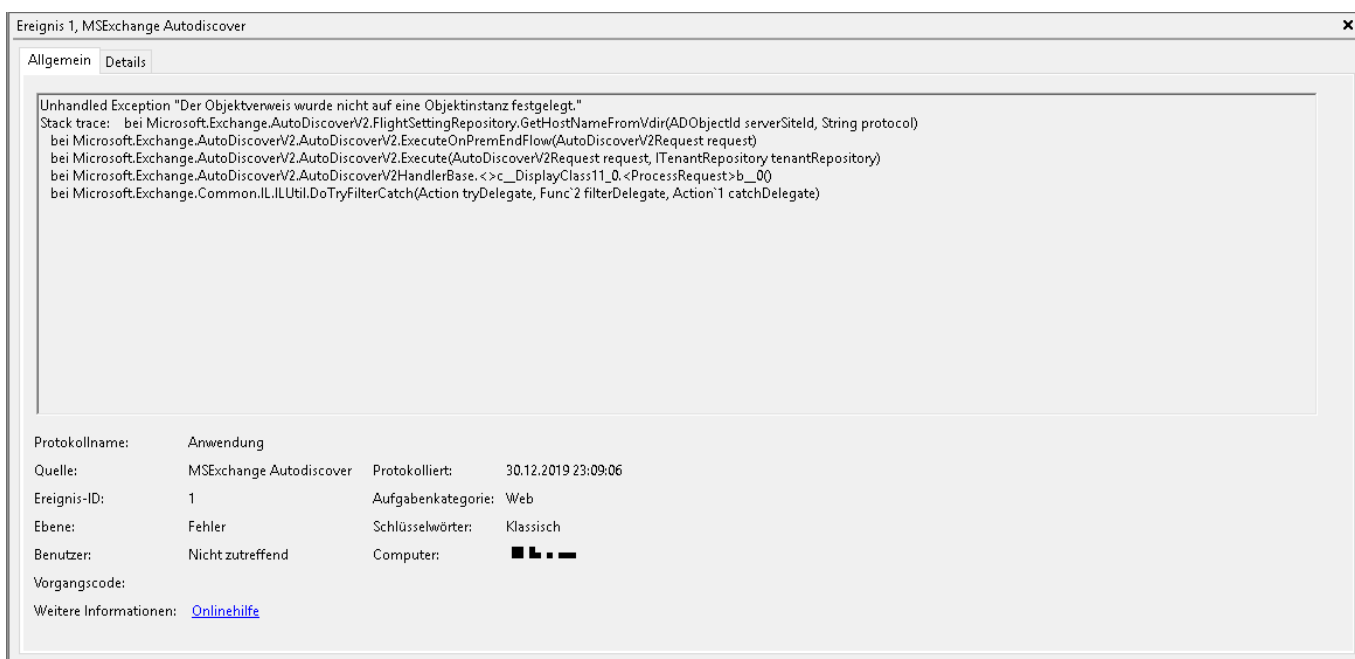 Ereignis 1, MSExchange Autodiscover
Allgemein Details
Unhandled Exception "Der Objektverweis wurde nicht auf eine Objektinstanz festgelegt."
Stack trace:    bei Microsoft.Exchange.AutoDiscoverV2.FlightSettingRepository.GetHostNameFromVdir(ADObjectId serverSiteId, String protocol)
bei Microsoft.Exchange.AutoDiscoverV2.AutoDiscoverV2.ExecuteOnPremEndFlow(AutoDiscoverV2Request request)
bei Microsoft.Exchange.AutoDiscoverV2.AutoDiscoverV2.Execute(AutoDiscoverV2Request request, ITenantRepository tenantRepository)
bei Microsoft.Exchange.AutoDiscoverV2.AutoDiscoverV2HandlerBase.<>c__DisplayClass11_0.<ProcessRequest>b__0()
bei Microsoft.Exchange.Common.IL.ILUtil.DoTryFilterCatch(Action tryDelegate, Func`2 filterDelegate, Action`1 catchDelegate)
Protokollname: Anwendung
Quelle: MSExchange Autodiscover Protokolliert: 30.12.2019 23:09:06
Ereignis-ID: 1 Aufgabenkategorie: Web
Ebene: Fehler Schlüsselwörter: Klassisch
Benutzer: Nicht zutreffend Computer:
Vorgangscode:
Weitere Informationen: Onlinehilfe